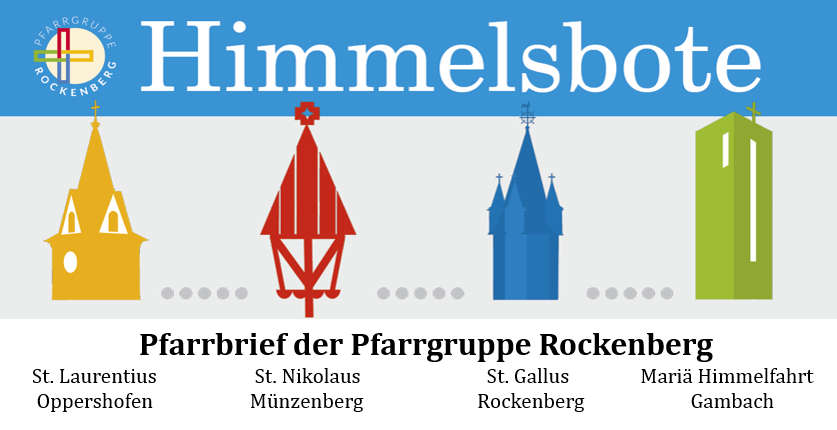 PFARRGRUPPE
ROCKENBERG
Himmelsbote
Pfarrbrief der Pfarrgruppe Rockenberg
St. Laurentius
Oppershofen
St. Nikolaus
Münzenberg
St. Gallus
Rockenberg
Mariä Himmelfahrt
Gambach